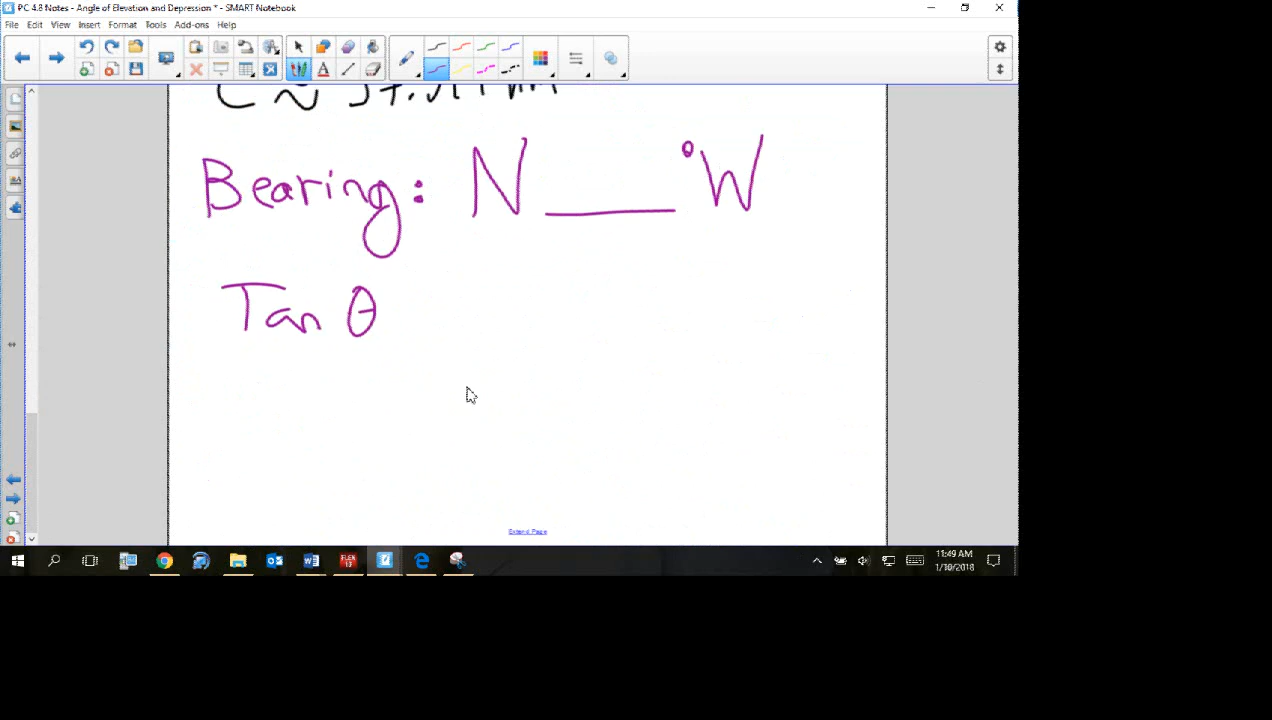 PC 4.8 Notes - Angle of Elevation and Depression * - SMART Notebook
File Edit View Insert Format Tools Add-ons Help
Bearing: N ______ °W
Tan θ
Extend Page
11:49 AM
1/10/2018